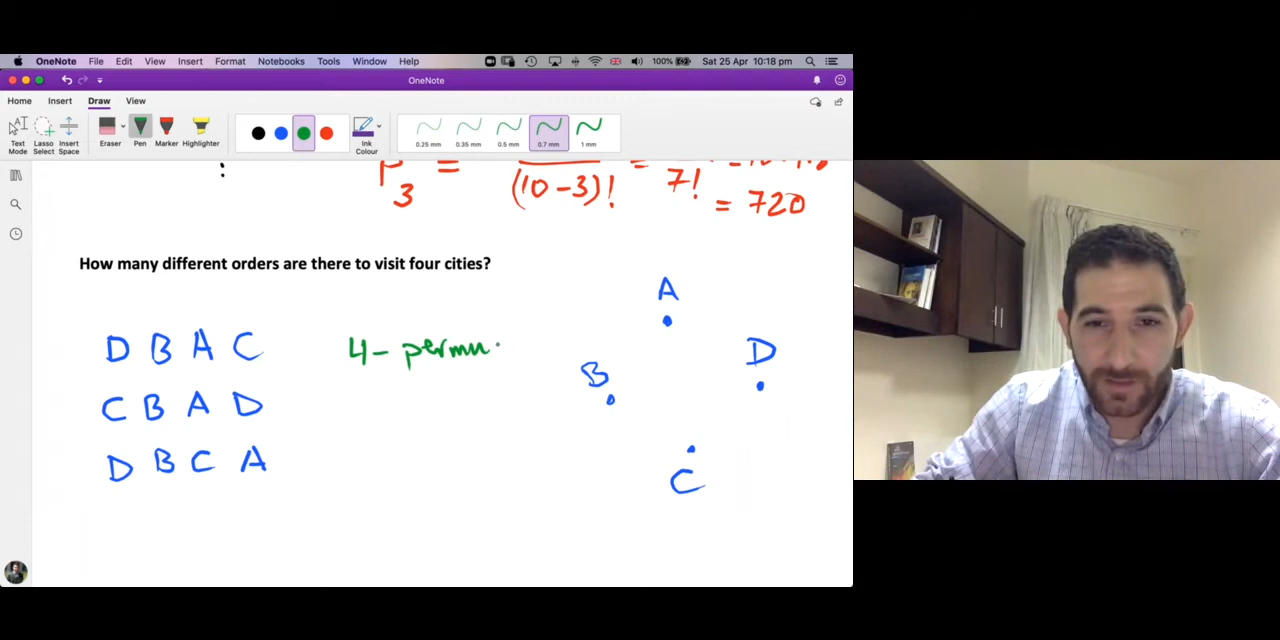 OneNote File Edit View Insert Format Notebooks Tools Window Help 100% Sat 25 Apr 10:18 pm
OneNote
Home Insert Draw View
Text Mode Lasso Select Insert Space Eraser Pen Marker Highlighter Ink Colour 0.25 mm 0.35 mm 0.5 mm 0.7 mm 1 mm
: P3 = (10-3)! = 7!
= 720
How many different orders are there to visit four cities?
A
D B A C 4- permu D
B
C B A D
D B C A
C